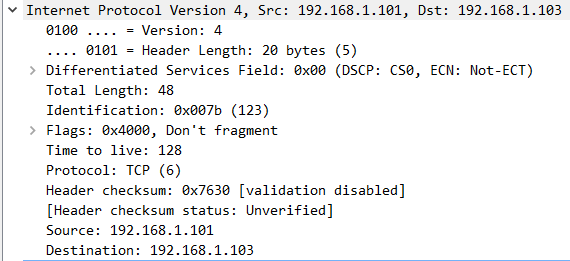 Internet Protocol Version 4, Src: 192.168.1.101, Dst: 192.168.1.103
0100 .... = Version: 4
.... 0101 = Header Length: 20 bytes (5)
Differentiated Services Field: 0x00 (DSCP: CS0, ECN: Not-ECT)
Total Length: 48
Identification: 0x007b (123)
Flags: 0x4000, Don't fragment
Time to live: 128
Protocol: TCP (6)
Header checksum: 0x7630 [validation disabled]
[Header checksum status: Unverified]
Source: 192.168.1.101
Destination: 192.168.1.103